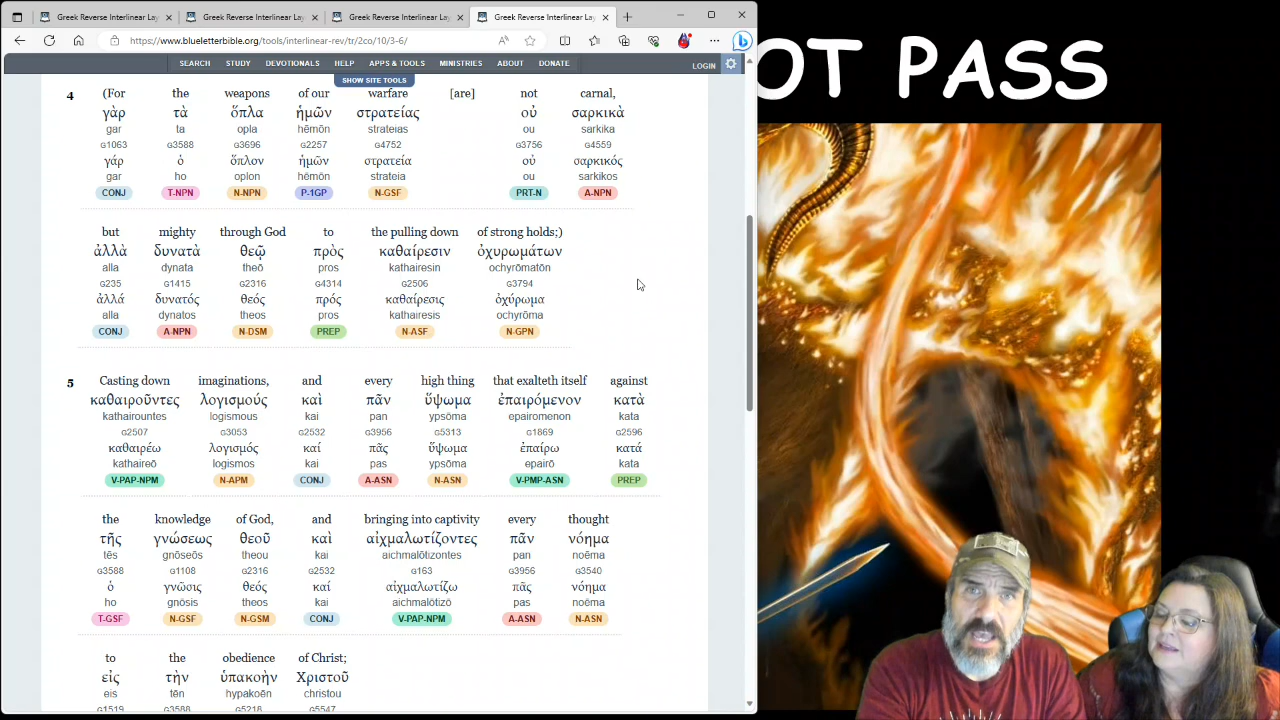 Greek Reverse Interlinear Lay
Greek Reverse Interlinear Lay
Greek Reverse Interlinear Lay
Greek Reverse Interlinear Lay
https://www.blueletterbible.org/tools/interlinear-rev/tr/2co/10/3-6/
SEARCH STUDY DEVOTIONALS HELP APPS & TOOLS MINISTRIES ABOUT DONATE LOGIN
SHOW SITE TOOLS
4 (For the weapons of our warfare [are] not carnal,
γὰρ τὰ ὅπλα ἡμῶν στρατείας οὐ σαρκικὰ
gar ta opla hēmōn strateias ou sarkika
G1063 G3588 G3696 G2257 G4752 G3756 G4559
γάρ ὁ ὅπλον ἡμῶν στρατεία οὐ σαρκικός
gar ho oplon hēmōn strateia ou sarkikos
CONJ T-NPN N-NPN P-1GP N-GSF PRT-N A-NPN
but mighty through God to the pulling down of strong holds;)
ἀλλὰ δυνατὰ θεῷ πρὸς καθαίρεσιν ὀχυρωμάτων
alla dynata theō pros kathairesin ochyrōmatōn
G235 G1415 G2316 G4314 G2506 G3794
ἀλλά δυνατός θεός πρός καθαίρεσις ὀχύρωμα
alla dynatos theos pros kathairesis ochyrōma
CONJ A-NPN N-DSM PREP N-ASF N-GPN
5 Casting down imaginations, and every high thing that exalteth itself against
καθαιροῦντες λογισμούς καὶ πᾶν ὕψωμα ἐπαιρόμενον κατὰ
kathairountes logismous kai pan ypsōma epairomenon kata
G2507 G3053 G2532 G3956 G5313 G1869 G2596
καθαιρέω λογισμός καί πᾶς ὕψωμα ἐπαίρω κατά
kathaireō logismos kai pas ypsōma epairō kata
V-PAP-NPM N-APM CONJ A-ASN N-ASN V-PMP-ASN PREP
the knowledge of God, and bringing into captivity every thought
τῆς γνώσεως θεοῦ καὶ αἰχμαλωτίζοντες πᾶν νόημα
tēs gnōseōs theou kai aichmalōtizontes pan noēma
G3588 G1108 G2316 G2532 G163 G3956 G3540
ὁ γνῶσις θεός καί αἰχμαλωτίζω πᾶς νόημα
ho gnōsis theos kai aichmalōtizō pas noēma
T-GSF N-GSF N-GSM CONJ V-PAP-NPM A-ASN N-ASN
to the obedience of Christ;
εἰς τὴν ὑπακοὴν Χριστοῦ
eis tēn hypakoēn christou
G1519 G3588 G5218 G5547
OT PASS